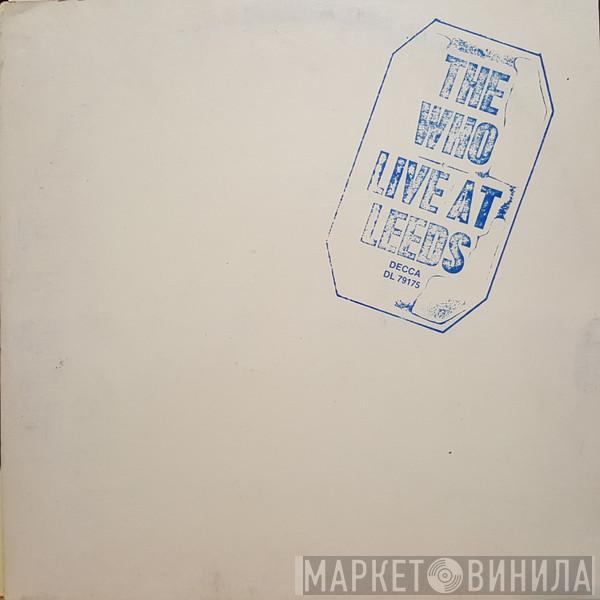 THE
WHO
LIVE AT
LEEDS
DECCA
DL 79175
МАРКЕТ ВИНИЛА